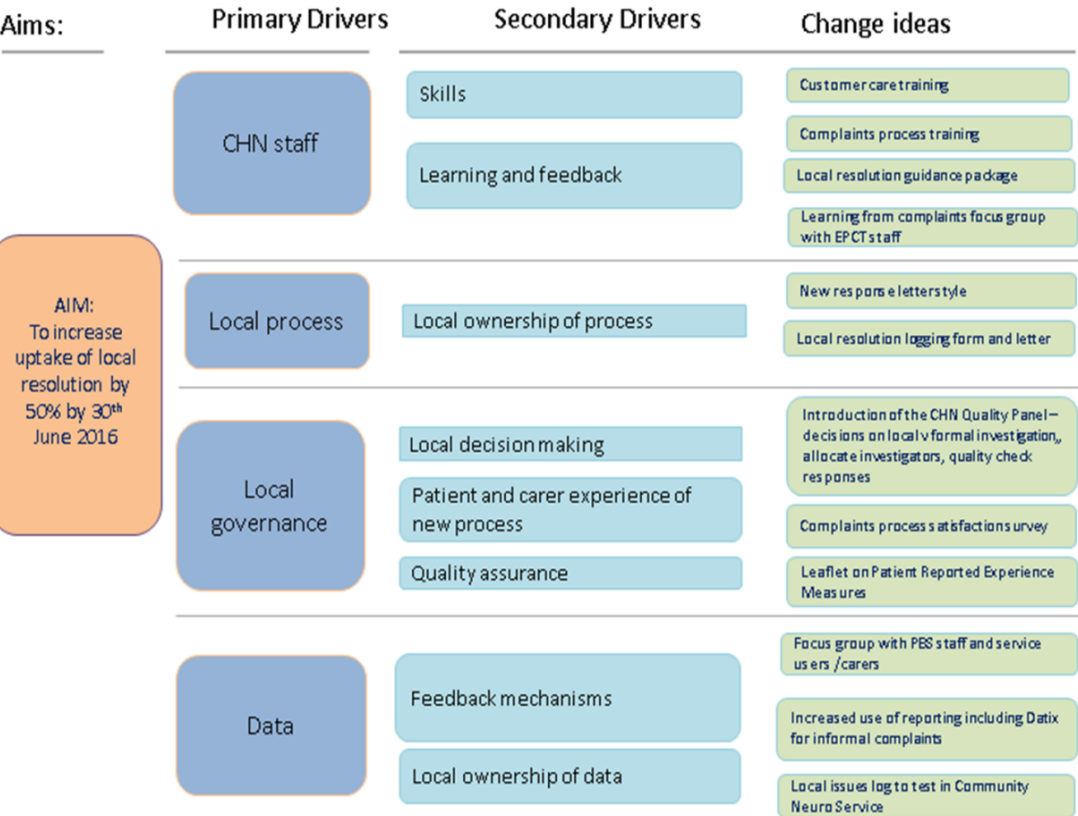 Aims:
Primary Drivers
Secondary Drivers
Change ideas
AIM:
To increase
uptake of local
resolution by
50% by 30th
June 2016
CHN staff
Skills
Learning and feedback
Customer care training
Complaints process training
Local resolution guidance package
Learning from complaints focus group
with EPCT staff
Local process
Local ownership of process
New response letter style
Local resolution logging form and letter
Local
governance
Local decision making
Patient and carer experience of
new process
Quality assurance
Introduction of the CHN Quality Panel –
decisions on local v formal investigation,,
allocate investigators, quality check
responses
Complaints process satisfaction survey
Leaflet on Patient Reported Experience
Measures
Data
Feedback mechanisms
Local ownership of data
Focus group with PBS staff and service
users /carers
Increased use of reporting including Datix
for informal complaints
Local issues log to test in Community
Neuro Service